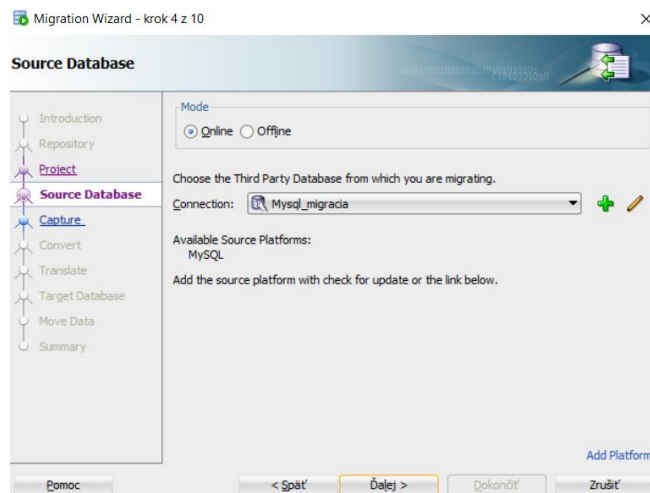 Migration Wizard - krok 4 z 10
Source Database
Introduction
Repository
Project
Source Database
Capture
Convert
Translate
Target Database
Move Data
Summary
Mode
Online
Offline
Choose the Third Party Database from which you are migrating.
Connection: Mysql_migracia
Available Source Platforms:
MySQL
Add the source platform with check for update or the link below.
Add Platform
Pomoc
< Späť
Ďalej >
Dokončiť
Zrušiť